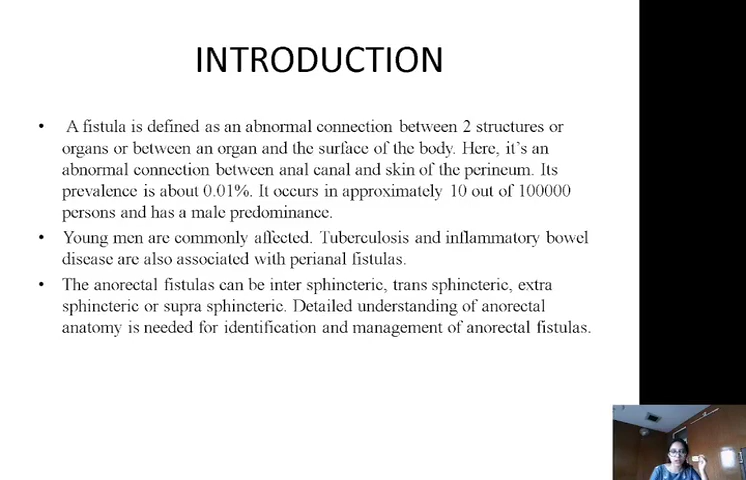 INTRODUCTION
• A fistula is defined as an abnormal connection between 2 structures or
organs or between an organ and the surface of the body. Here, it's an
abnormal connection between anal canal and skin of the perineum. Its
prevalence is about 0.01%. It occurs in approximately 10 out of 100000
persons and has a male predominance.
• Young men are commonly affected. Tuberculosis and inflammatory bowel
disease are also associated with perianal fistulas.
• The anorectal fistulas can be inter sphincteric, trans sphincteric, extra
sphincteric or supra sphincteric. Detailed understanding of anorectal
anatomy is needed for identification and management of anorectal fistulas.